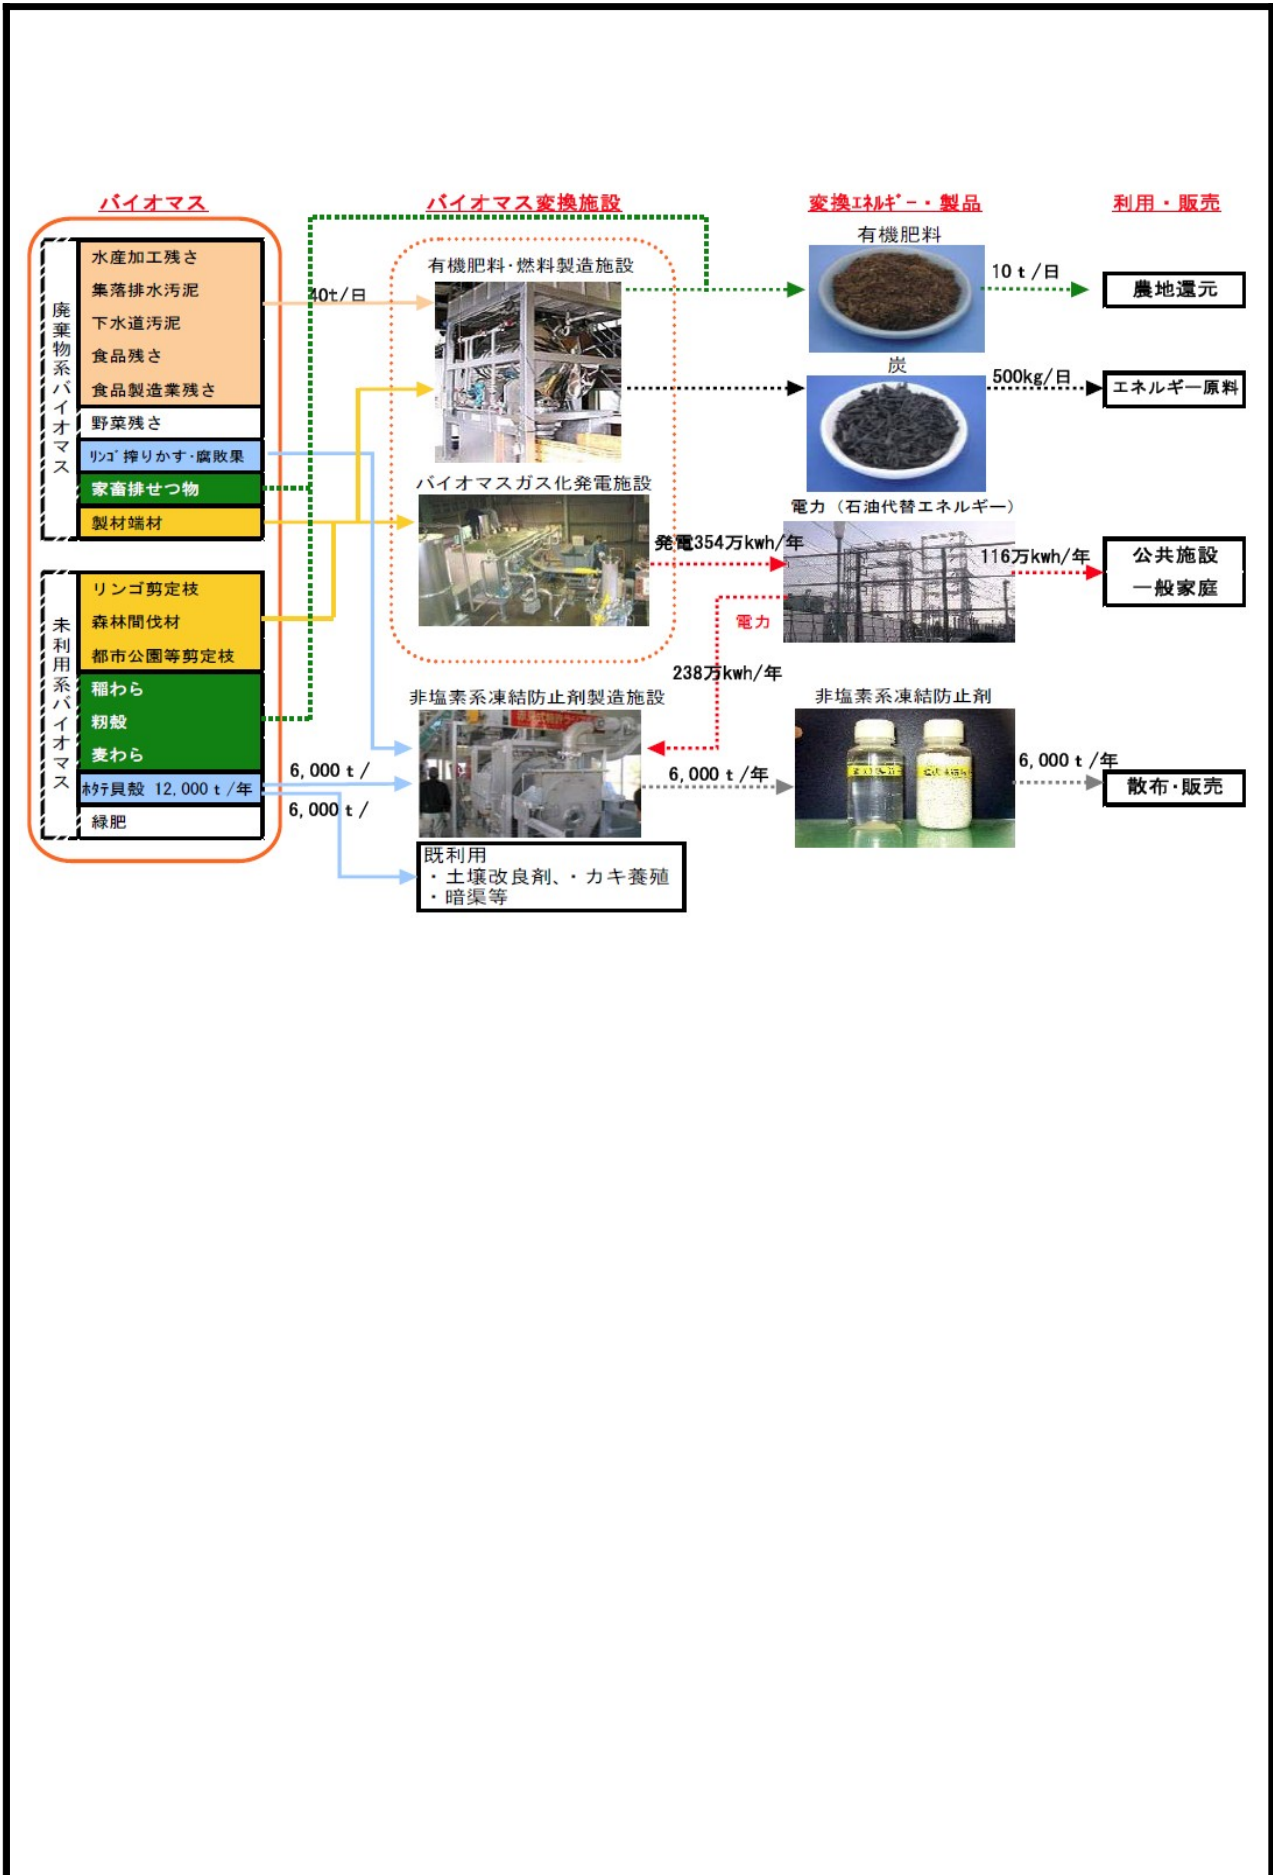 バイオマス
バイオマス変換施設
変換エネルギー・製品
利用・販売
廃棄物系バイオマス
水産加工残さ
集落排水汚泥
下水道汚泥
食品残さ
食品製造業残さ
野菜残さ
リンゴ搾りかす・腐敗果
家畜排せつ物
製材端材
未利用系バイオマス
リンゴ剪定枝
森林間伐材
都市公園等剪定枝
稲わら
籾殻
麦わら
ホタテ貝殻 12,000ｔ/年
緑肥
40t/日
6,000ｔ/
6,000ｔ/
有機肥料・燃料製造施設
バイオマスガス化発電施設
非塩素系凍結防止剤製造施設
既利用
・土壌改良剤、・カキ養殖
・暗渠等
発電354万kwh/年
電力
238万kwh/年
6,000ｔ/年
有機肥料
炭
電力（石油代替エネルギー）
非塩素系凍結防止剤
10ｔ/日
500kg/日
116万kwh/年
6,000ｔ/年
農地還元
エネルギー原料
公共施設
一般家庭
散布・販売